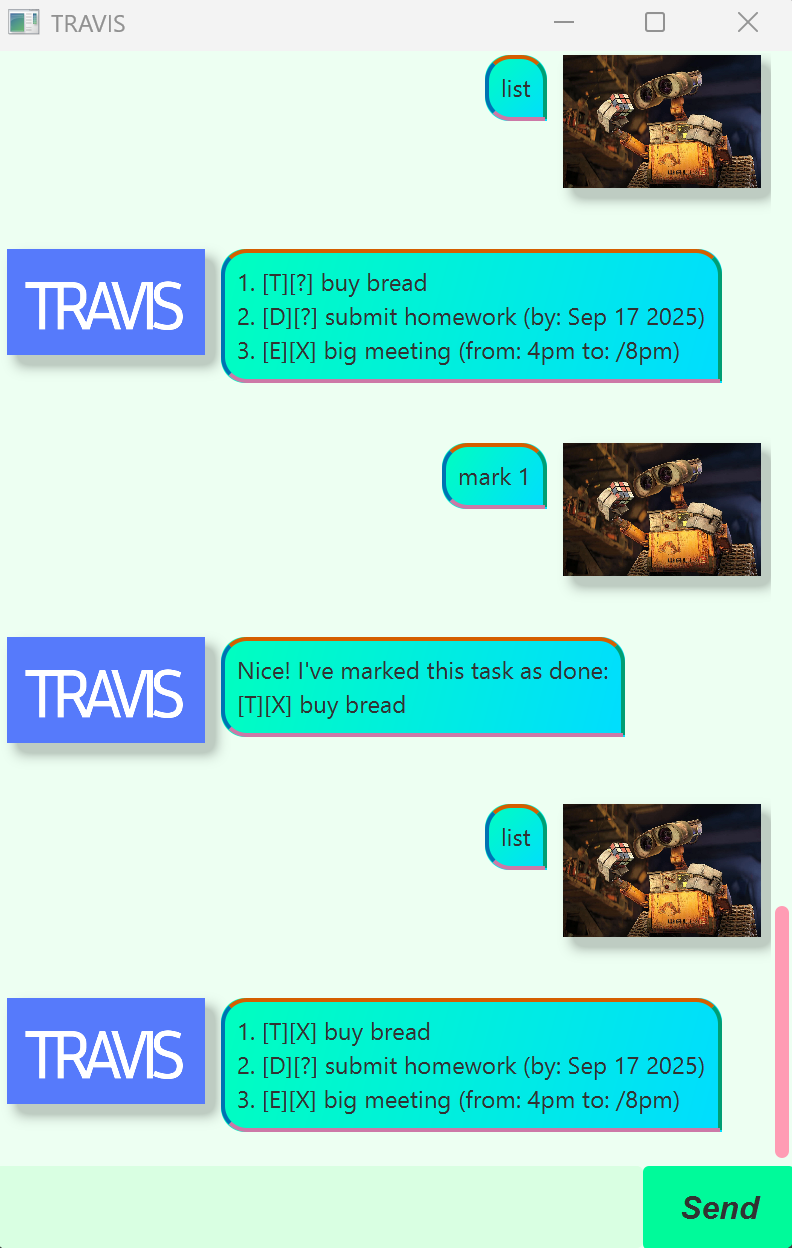 TRAVIS
list
TRAVIS
1. [T][?] buy bread
2. [D][?] submit homework (by: Sep 17 2025)
3. [E][X] big meeting (from: 4pm to: /8pm)
mark 1
TRAVIS
Nice! I've marked this task as done:
[T][X] buy bread
list
TRAVIS
1. [T][X] buy bread
2. [D][?] submit homework (by: Sep 17 2025)
3. [E][X] big meeting (from: 4pm to: /8pm)
Send